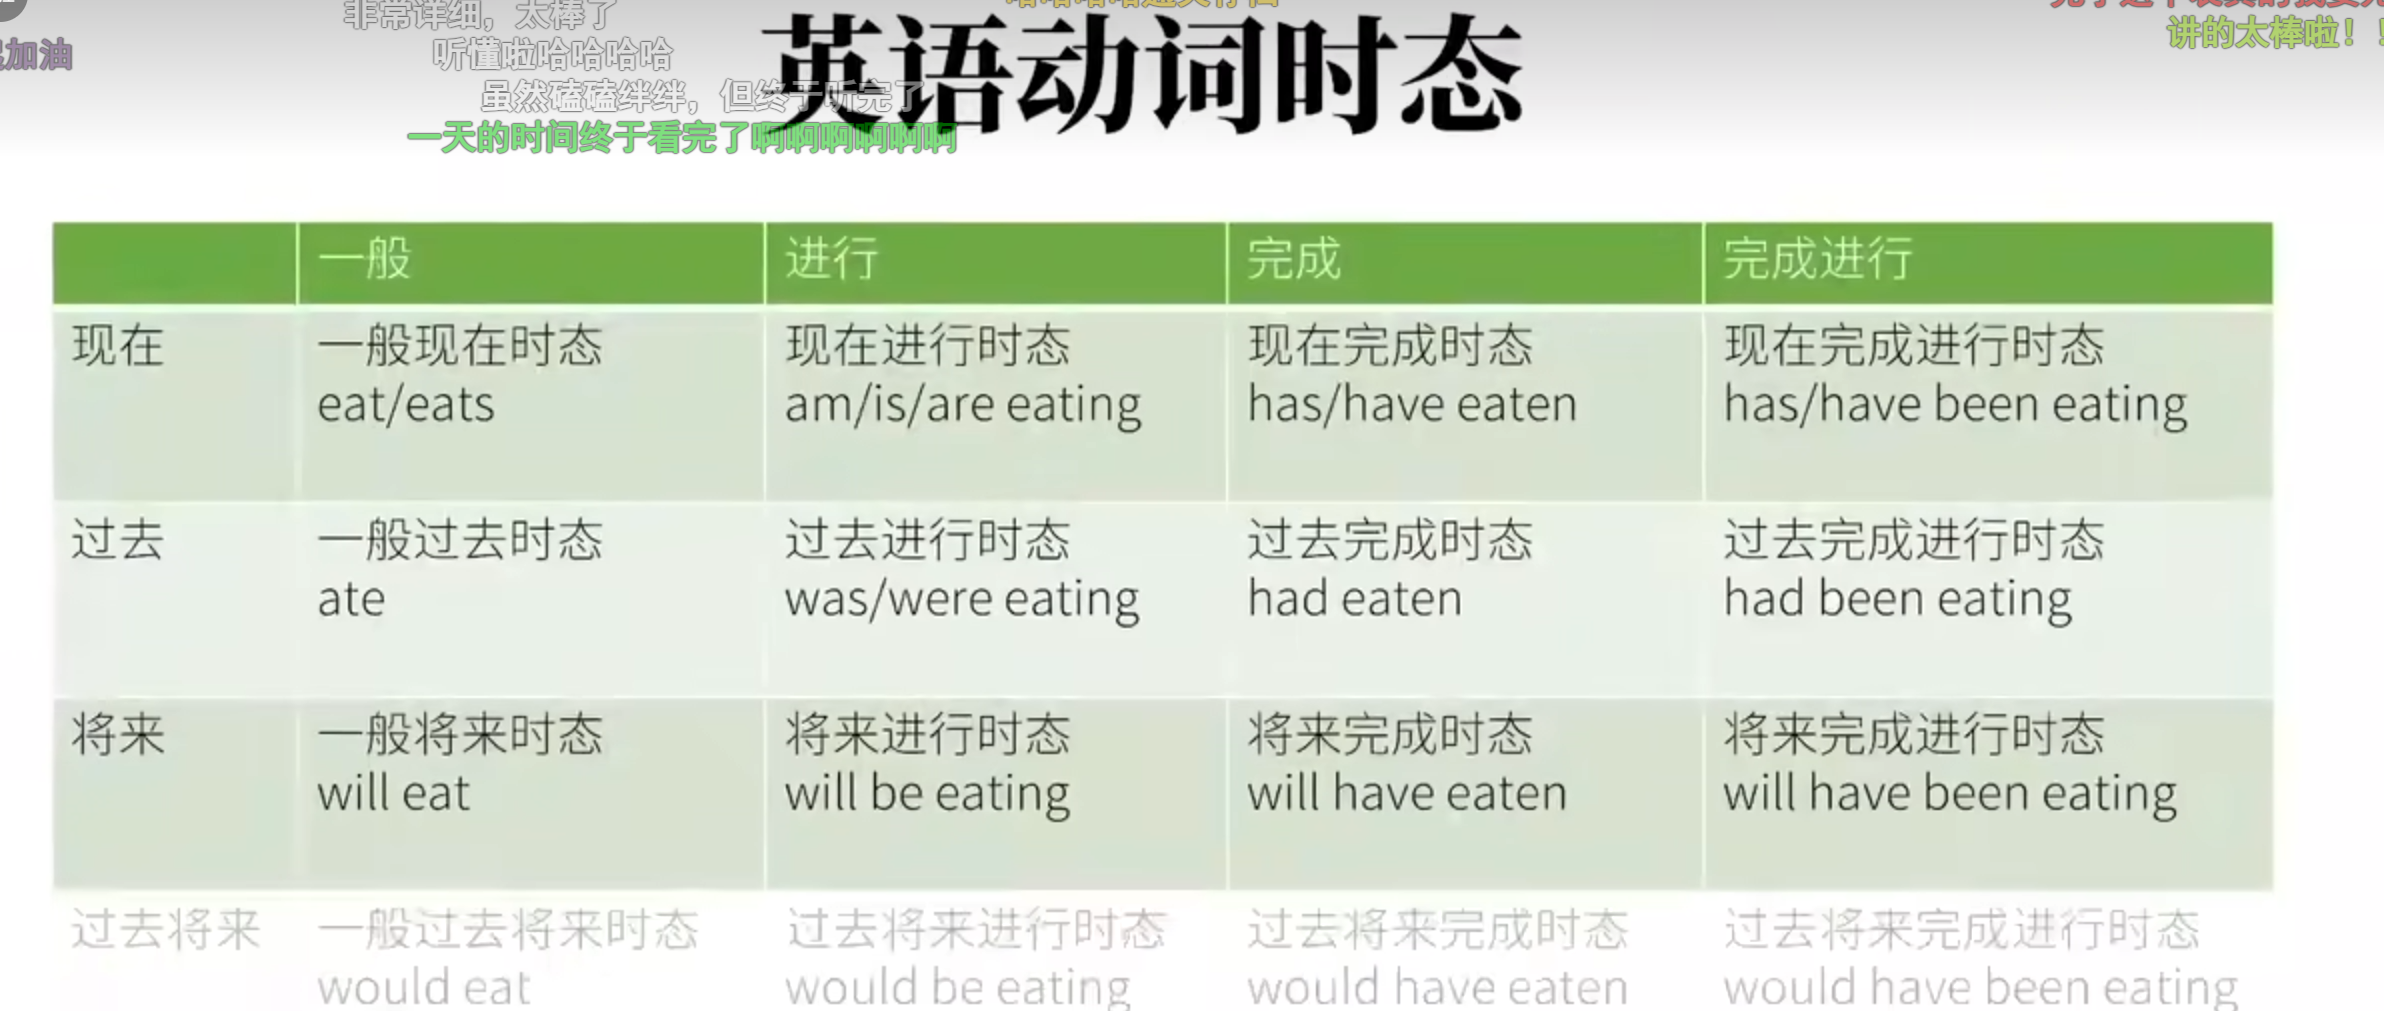 非常详细，太棒了
加油
听懂啦哈哈哈哈
讲的太棒啦！
虽然磕磕绊绊，但终于听完了
一天的时间终于看完了啊啊啊啊啊啊
英语动词时态
一般 进行 完成 完成进行
现在 一般现在时态 现在进行时态 现在完成时态 现在完成进行时态
eat/eats am/is/are eating has/have eaten has/have been eating
过去 一般过去时态 过去进行时态 过去完成时态 过去完成进行时态
ate was/were eating had eaten had been eating
将来 一般将来时态 将来进行时态 将来完成时态 将来完成进行时态
will eat will be eating will have eaten will have been eating
过去将来 一般过去将来时态 过去将来进行时态 过去将来完成时态 过去将来完成进行时态
would eat would be eating would have eaten would have been eating